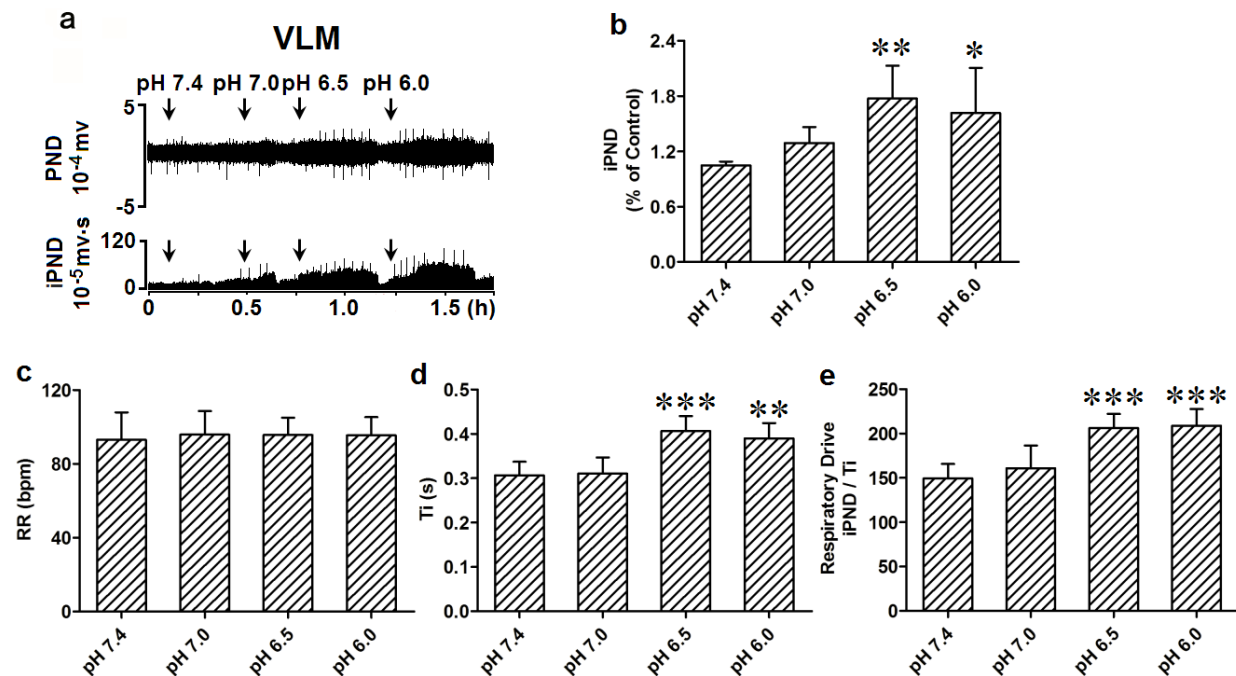 a
VLM
pH 7.4 pH 7.0 pH 6.5 pH 6.0
5
-5
PND
10⁻⁴mv
120
0
iPND
10⁻⁵mv·s
0 0.5 1.0 1.5 (h)
b
** *
2.4
1.8
1.2
0.6
0.0
iPND
(% of Control)
pH 7.4 pH 7.0 pH 6.5 pH 6.0
c
120
80
40
0
RR (bpm)
pH 7.4 pH 7.0 pH 6.5 pH 6.0
d
*** **
0.5
0.4
0.3
0.2
0.1
0.0
Ti (s)
pH 7.4 pH 7.0 pH 6.5 pH 6.0
e
*** ***
250
200
150
100
50
0
Respiratory Drive
iPND / Ti
pH 7.4 pH 7.0 pH 6.5 pH 6.0